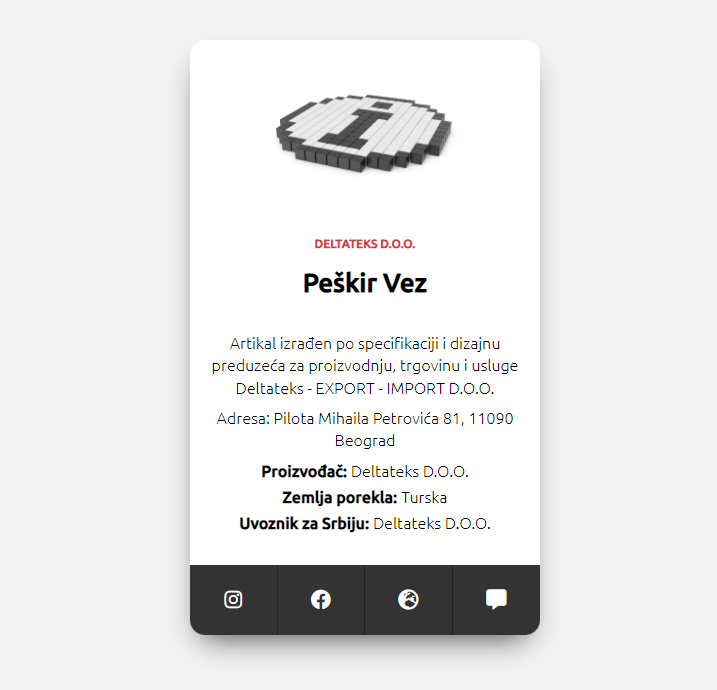 DELTATEKS D.O.O.
Peškir Vez
Artikal izrađen po specifikaciji i dizajnu
preduzeća za proizvodnju, trgovinu i usluge
Deltateks - EXPORT - IMPORT D.O.O.
Adresa: Pilota Mihaila Petrovića 81, 11090
Beograd
Proizvođač: Deltateks D.O.O.
Zemlja porekla: Turska
Uvoznik za Srbiju: Deltateks D.O.O.